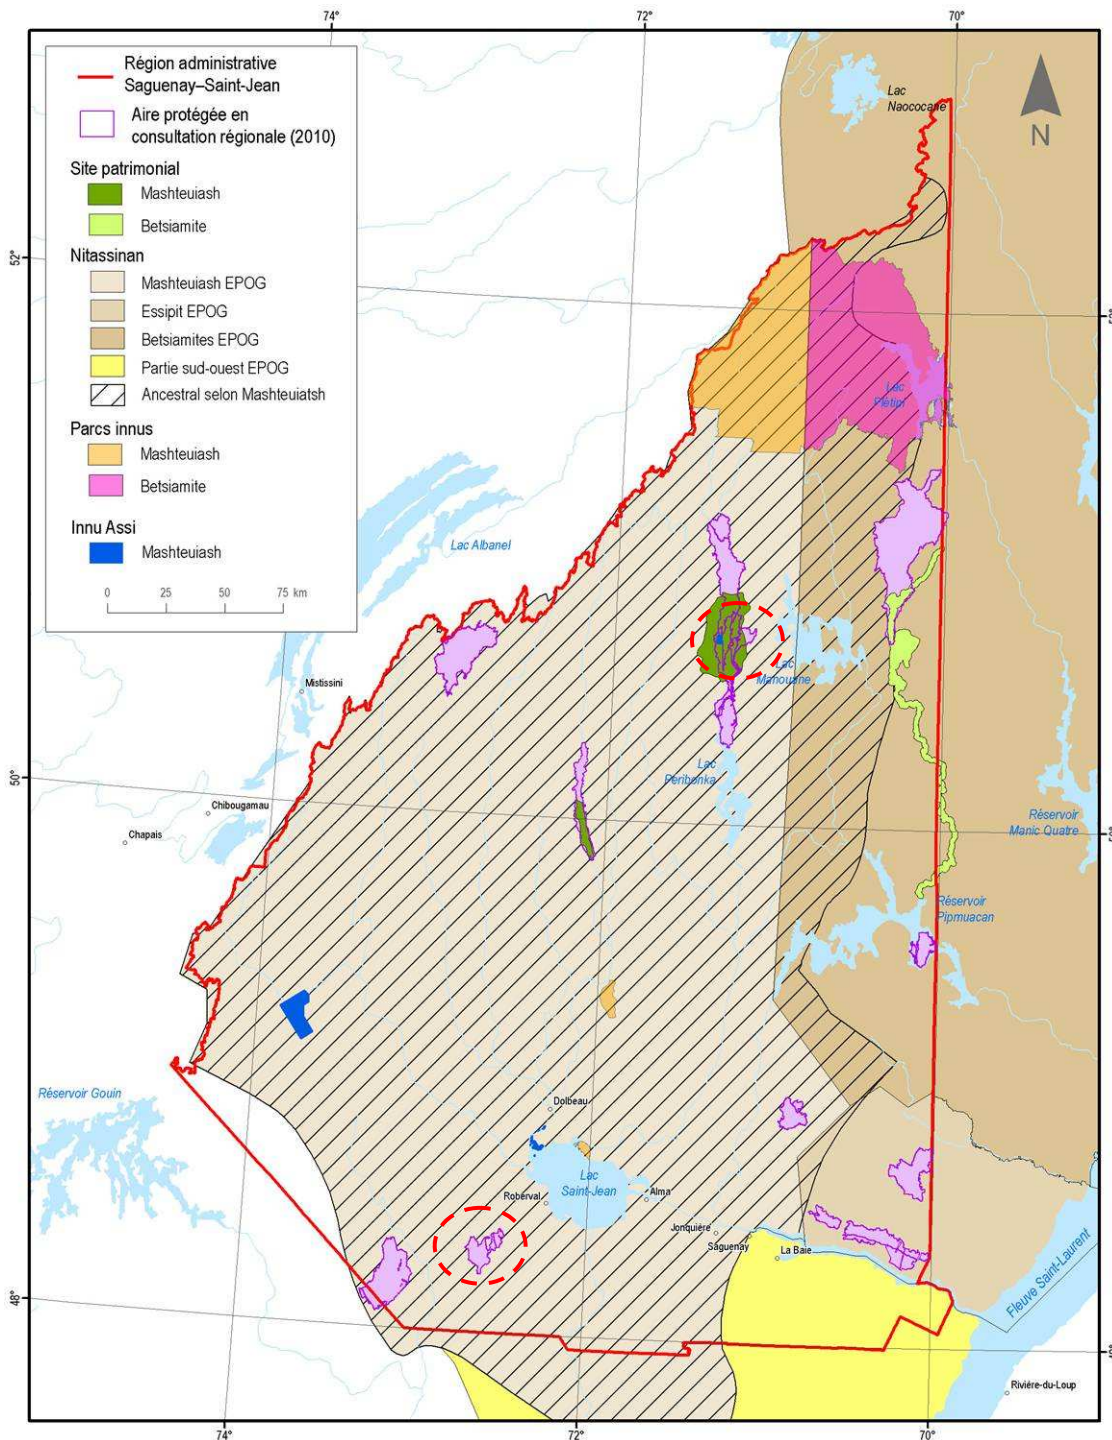 74°
72°
70°
Région administrative
Saguenay–Saint-Jean
Aire protégée en
consultation régionale (2010)
Site patrimonial
Mashteuiash
Betsiamite
Nitassinan
Mashteuiash EPOG
Essipit EPOG
Betsiamites EPOG
Partie sud-ouest EPOG
Ancestral selon Mashteuiatsh
Parcs innus
Mashteuiash
Betsiamite
Innu Assi
Mashteuiash
0 25 50 75 km
N
Lac
Naococane
52°
Lac
Plétipi
Lac Albanel
Lac
Manouane
Mistissini
50°
Lac
Peribonka
Chibougamau
Chapais
Réservoir
Manic Quatre
Réservoir
Pipmuacan
Réservoir Gouin
Dolbeau
Lac
Saint-Jean
Roberval
Alma
Jonquière
Saguenay
La Baie
Fleuve Saint-Laurent
48°
Rivière-du-Loup
74°
72°
70°